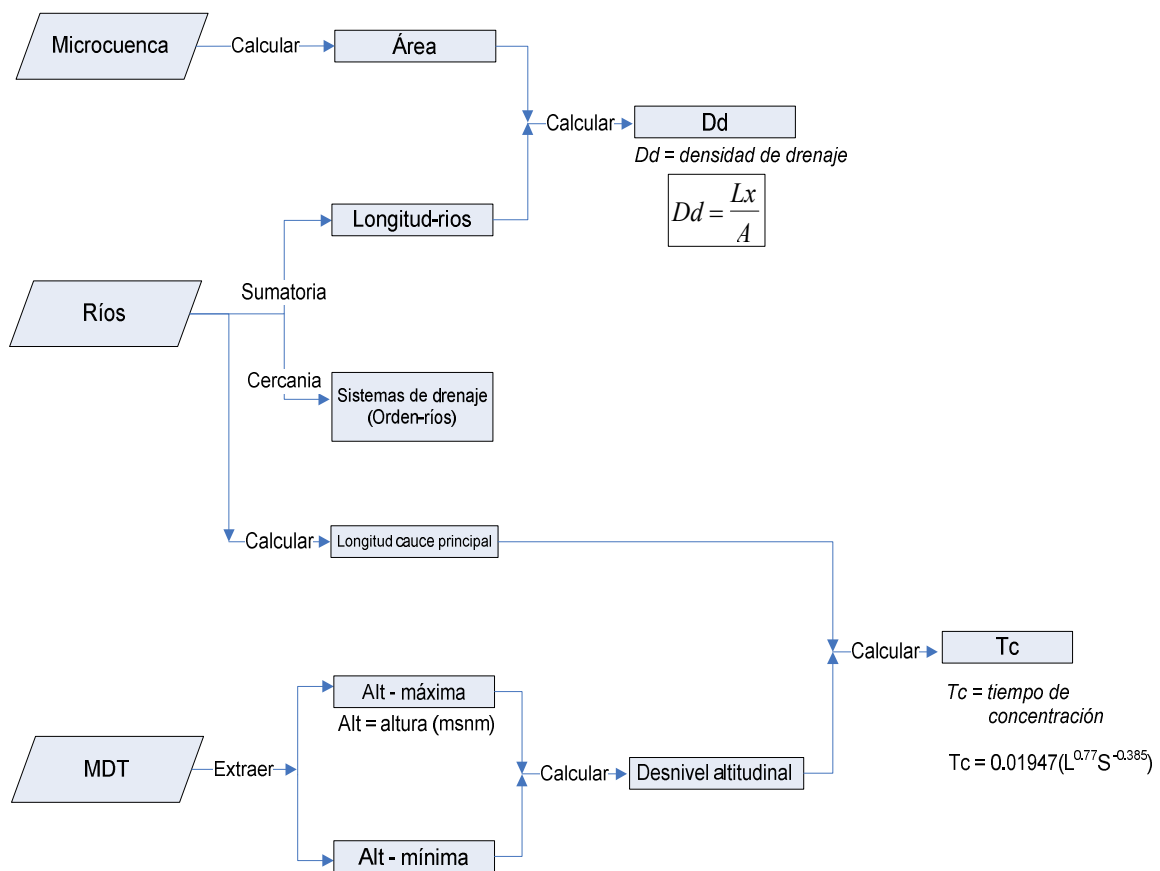 Microcuenca
Calcular
Área
Calcular
Dd
Dd = densidad de drenaje
Dd = Lx / A
Longitud-rios
Sumatoria
Ríos
Cercania
Sistemas de drenaje
(Orden-ríos)
Calcular
Longitud cauce principal
Calcular
Tc
Tc = tiempo de
concentración
Tc = 0.01947(L^0.77 S^-0.385)
Alt - máxima
Alt = altura (msnm)
MDT
Extraer
Calcular
Desnivel altitudinal
Alt - mínima